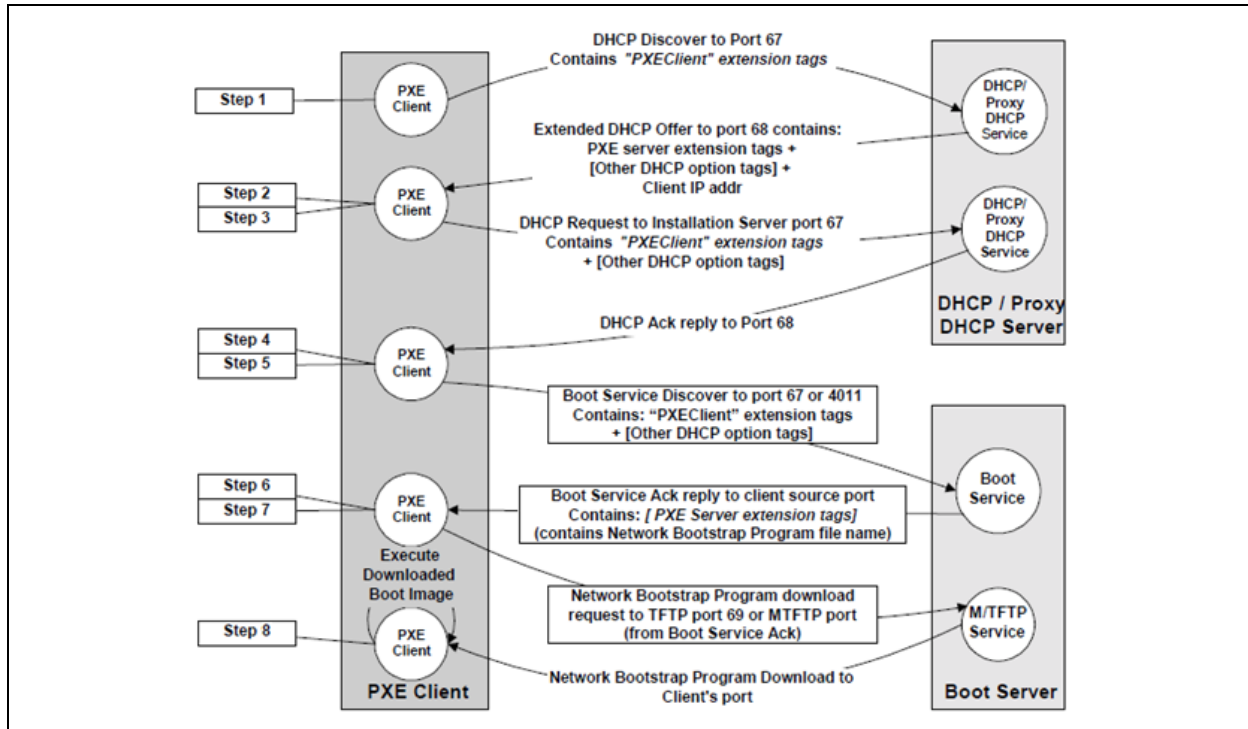 DHCP Discover to Port 67
Contains "PXEClient" extension tags
Step 1
PXE
Client
DHCP/
Proxy
DHCP
Service
Extended DHCP Offer to port 68 contains:
PXE server extension tags +
[Other DHCP option tags] +
Client IP addr
Step 2
Step 3
PXE
Client
DHCP Request to Installation Server port 67
Contains "PXEClient" extension tags
+ [Other DHCP option tags]
DHCP/
Proxy
DHCP
Service
DHCP / Proxy
DHCP Server
DHCP Ack reply to Port 68
Step 4
Step 5
PXE
Client
Boot Service Discover to port 67 or 4011
Contains: “PXEClient” extension tags
+ [Other DHCP option tags]
Step 6
Step 7
PXE
Client
Boot Service Ack reply to client source port
Contains: [ PXE Server extension tags]
(contains Network Bootstrap Program file name)
Boot
Service
Execute
Downloaded
Boot Image
Network Bootstrap Program download
request to TFTP port 69 or MTFTP port
(from Boot Service Ack)
M/TFTP
Service
Step 8
PXE
Client
Network Bootstrap Program Download to
Client's port
PXE Client
Boot Server